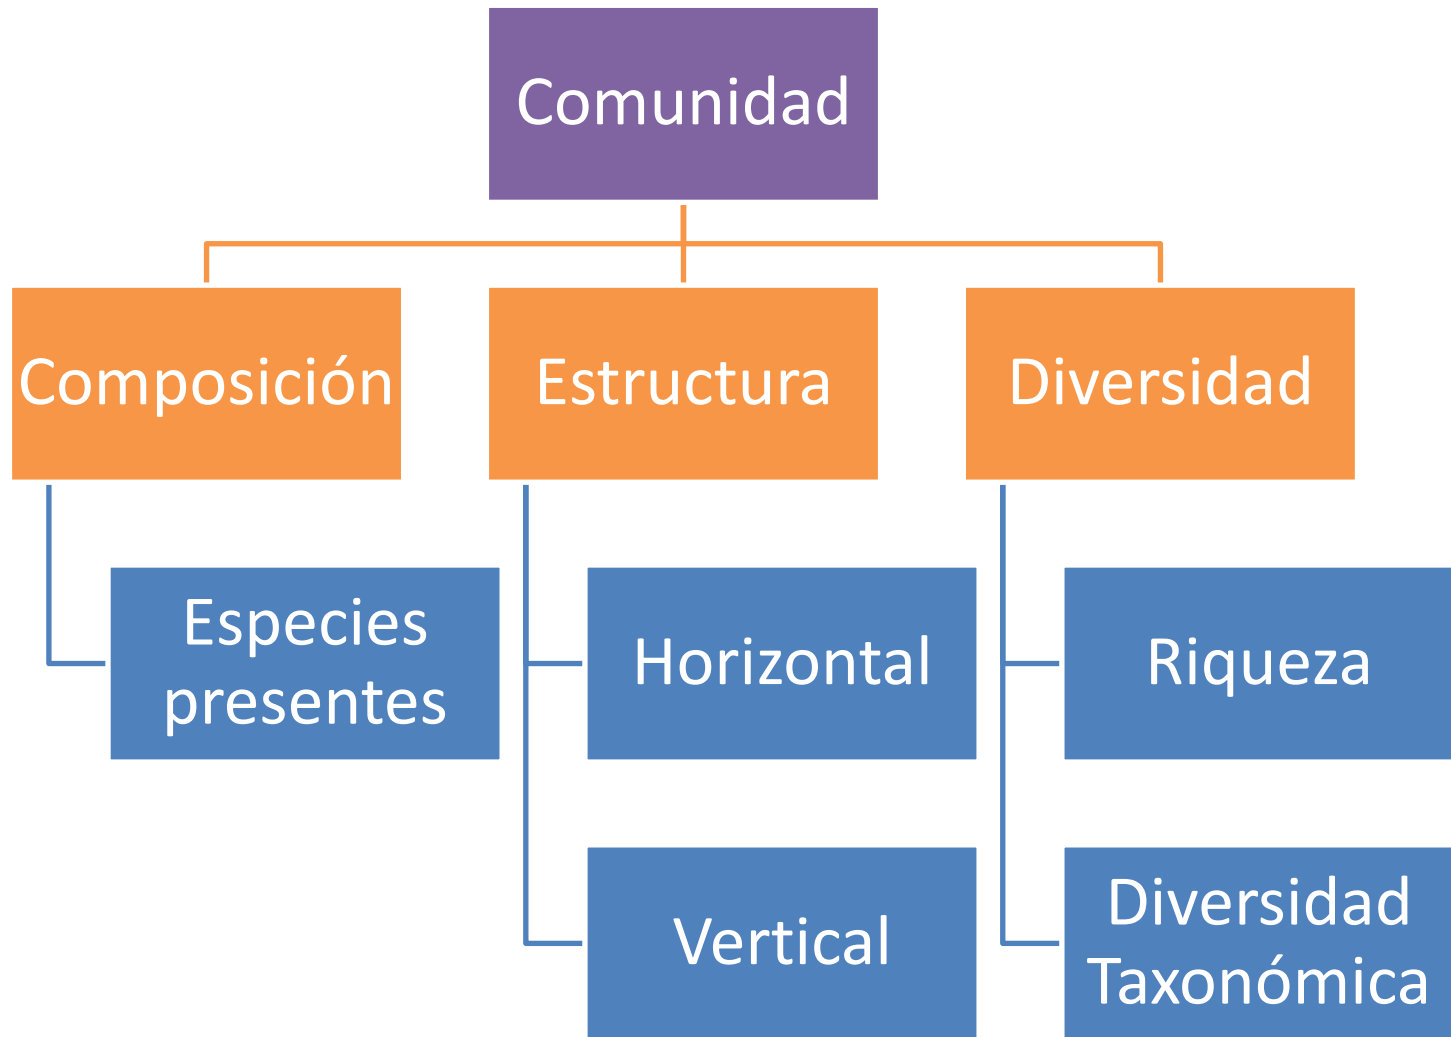 Comunidad
Composición
Estructura
Diversidad
Especies
presentes
Horizontal
Riqueza
Vertical
Diversidad
Taxonómica